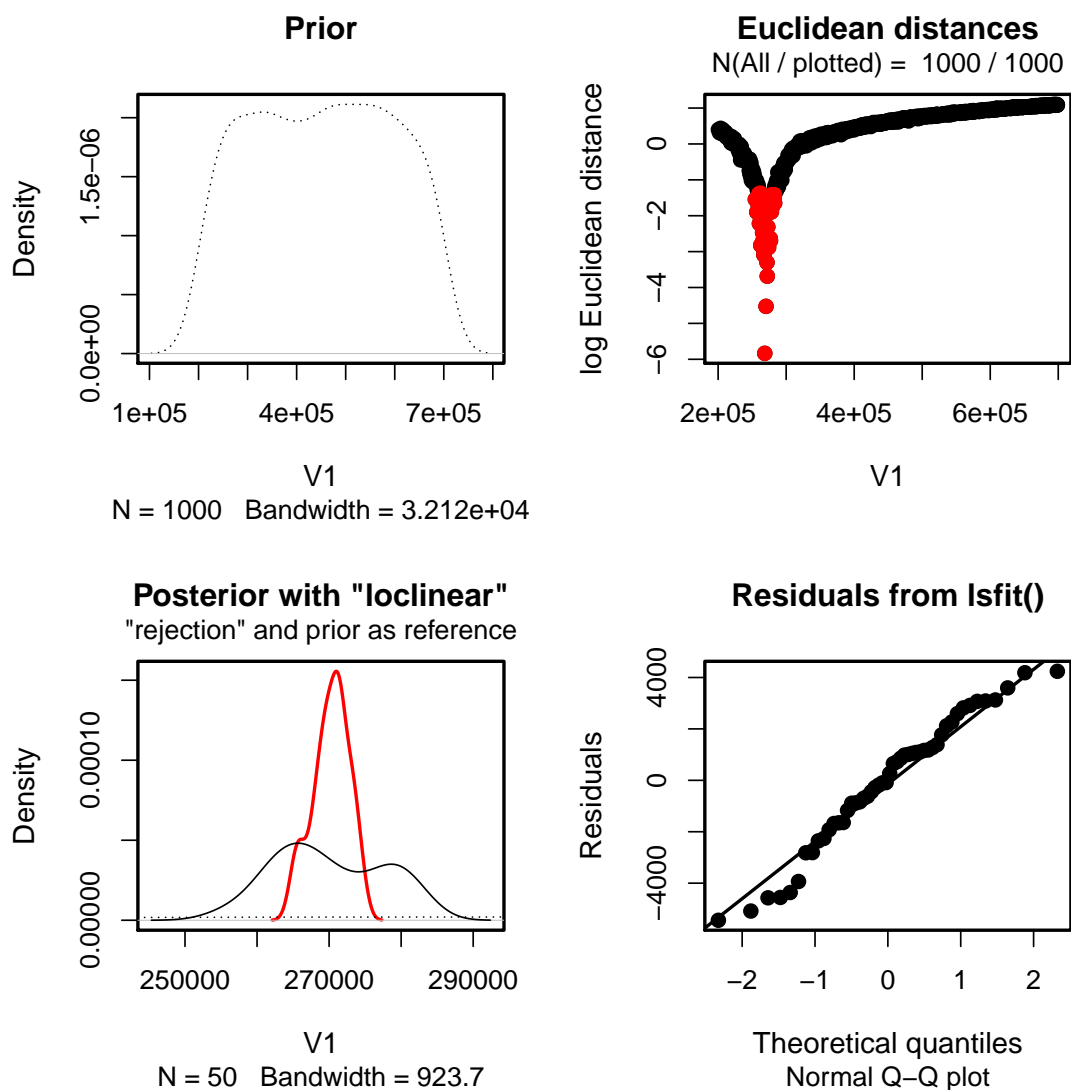 Prior
Density
0.0e+00
1.5e−06
1e+05
4e+05
7e+05
V1
N = 1000   Bandwidth = 3.212e+04
Euclidean distances
N(All / plotted) =  1000 / 1000
log Euclidean distance
−6
−4
−2
0
2e+05
4e+05
6e+05
V1
Posterior with "loclinear"
"rejection" and prior as reference
Density
0.00000
0.00010
250000
270000
290000
V1
N = 50   Bandwidth = 923.7
Residuals from lsfit()
Residuals
−4000
0
4000
−2
−1
0
1
2
Theoretical quantiles
Normal Q−Q plot